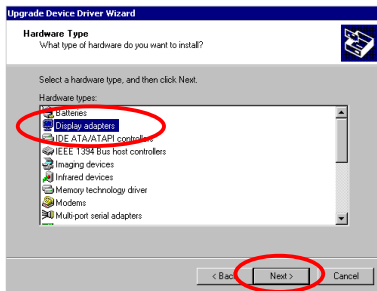 Upgrade Device Driver Wizard
Hardware Type
What type of hardware do you want to install?
Select a hardware type, and then click Next.
Hardware types:
Batteries
Display adapters
IDE ATA/ATAPI controllers
IEEE 1394 Bus host controllers
Imaging devices
Infrared devices
Memory technology driver
Modems
Multi-port serial adapters
< Back
Next >
Cancel